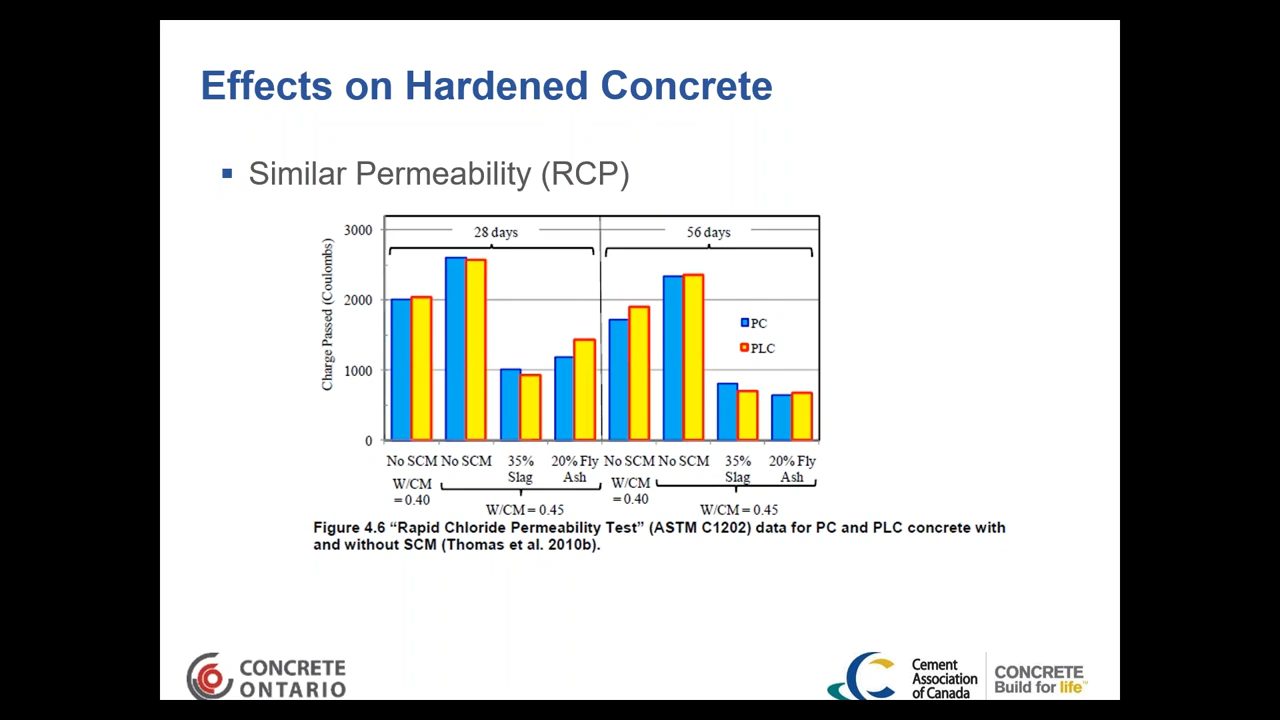 Effects on Hardened Concrete
Similar Permeability (RCP)
Charge Passed (Coulombs)
3000
2000
1000
0
28 days
56 days
PC
PLC
No SCM No SCM 35% 20% Fly No SCM No SCM 35% 20% Fly
Slag Ash Slag Ash
W/CM W/CM
= 0.40 = 0.40
W/CM = 0.45 W/CM = 0.45
Figure 4.6 “Rapid Chloride Permeability Test” (ASTM C1202) data for PC and PLC concrete with
and without SCM (Thomas et al. 2010b).
CONCRETE
ONTARIO
Cement
Association
of Canada
CONCRETE
Build for life™